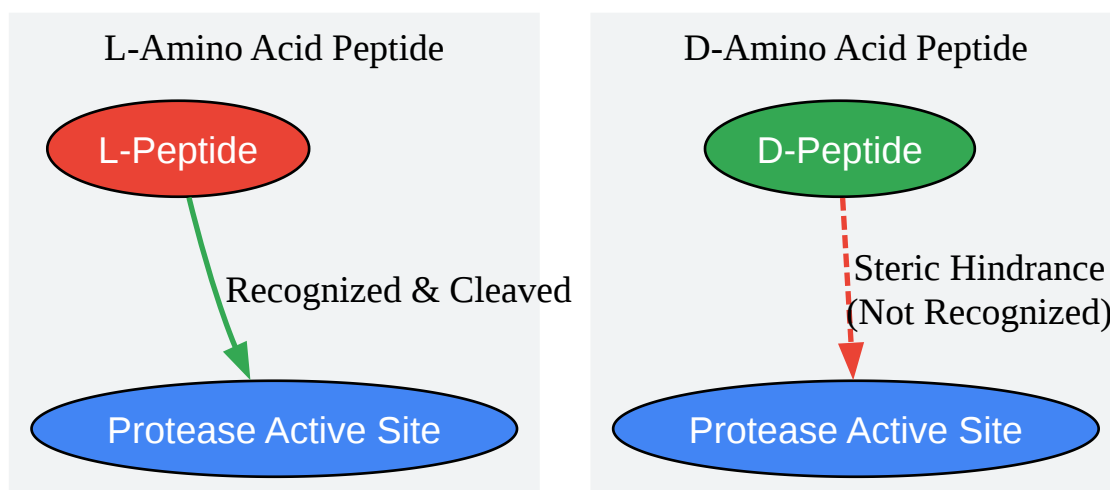 L-Amino Acid Peptide
L-Peptide
Recognized & Cleaved
Protease Active Site
D-Amino Acid Peptide
D-Peptide
Steric Hindrance
(Not Recognized)
Protease Active Site